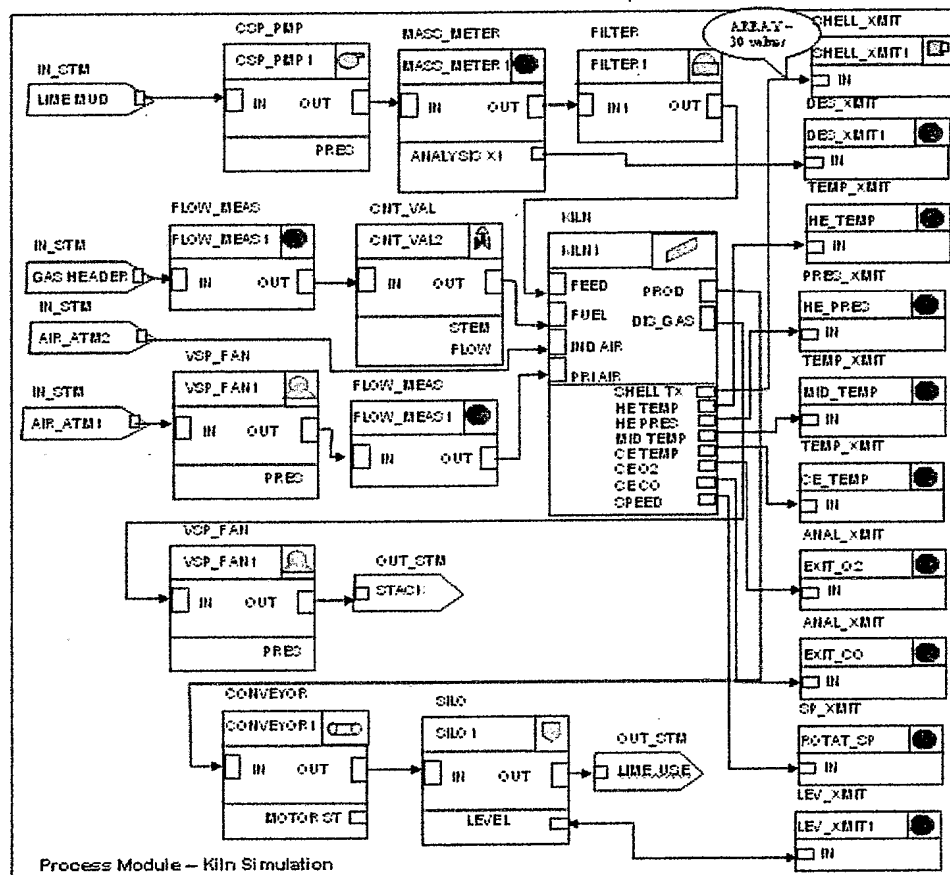 CSP_PMP
MASS_METER
FILTER
ARRAY -
30 values
SHELL_XMIT
IN_STM
LIME MUD
CSP_PMP1
IN OUT
PRES
MASS_METER1
IN OUT
ANALYSIS X1
FILTER1
IN1 OUT
SHELL_XMIT1
IN
DES_XMIT
DES_XMIT1
IN
TEMP_XMIT
HE_TEMP
IN
PRES_XMIT
HE_PRES
IN
TEMP_XMIT
MID_TEMP
IN
TEMP_XMIT
CE_TEMP
IN
ANAL_XMIT
EXIT_O2
IN
ANAL_XMIT
EXIT_CO
IN
SP_XMIT
ROTAT_SP
IN
LEV_XMIT
LEV_XMIT1
IN
IN_STM
GAS HEADER
IN_STM
AIR_ATM2
IN_STM
AIR_ATM1
FLOW_MEAS
FLOW_MEAS1
IN OUT
CNT_VAL
CNT_VAL2
IN OUT
STEM
FLOW
KILN
KILN1
FEED PROD
FUEL DIS_GAS
IND AIR
PRI AIR
SHELL TX
HE TEMP
HE PRES
MID TEMP
CE TEMP
CE O2
CE CO
SPEED
VSP_FAN
VSP_FAN1
IN OUT
PRES
FLOW_MEAS
FLOW_MEAS1
IN OUT
VSP_FAN
VSP_FAN1
IN OUT
PRES
OUT_STM
STACK
CONVEYOR
CONVEYOR1
IN OUT
MOTOR ST
SILO
SILO 1
IN OUT
LEVEL
OUT_STM
LIME_USE
Process Module – Kiln Simulation